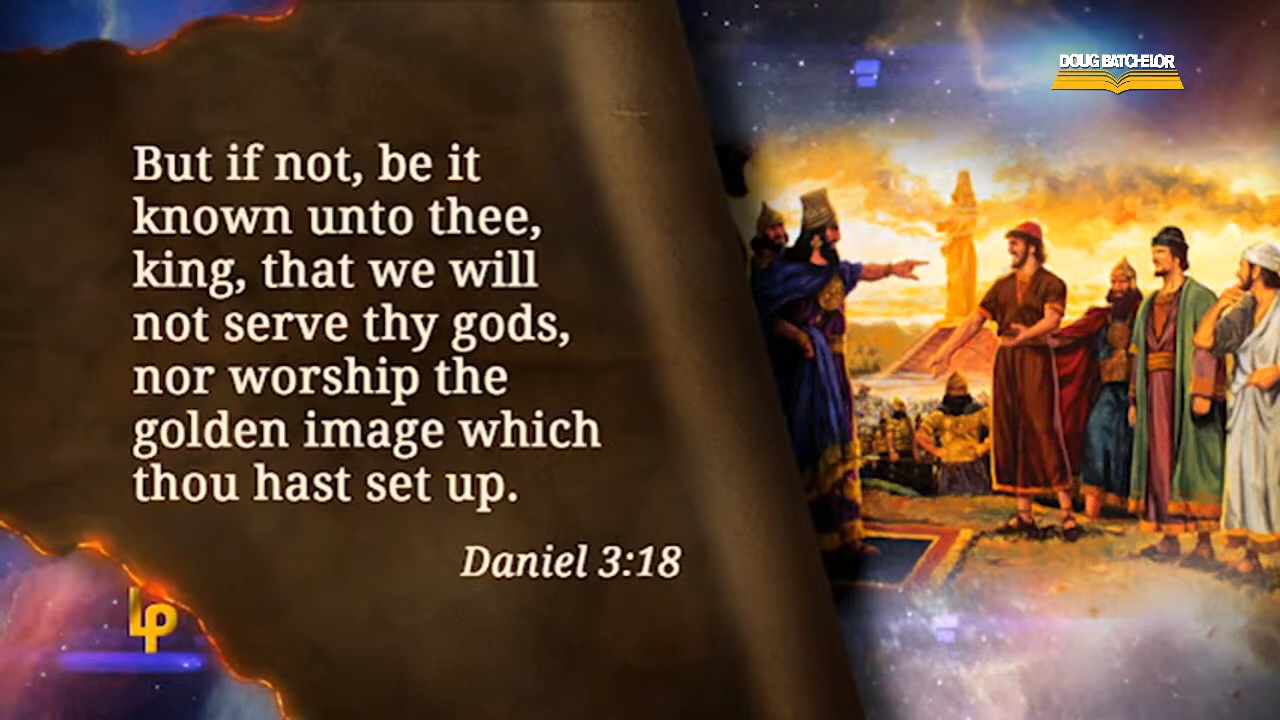 DOUG BATCHELOR
But if not, be it
known unto thee,
king, that we will
not serve thy gods,
nor worship the
golden image which
thou hast set up.
Daniel 3:18
LP